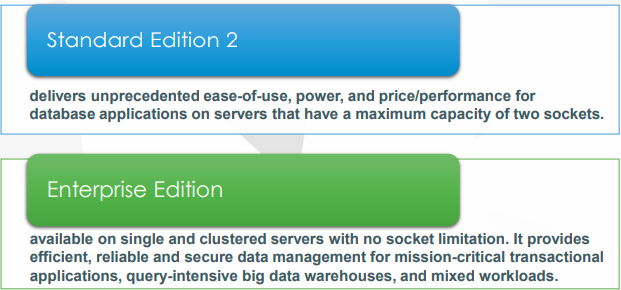 Standard Edition 2
delivers unprecedented ease-of-use, power, and price/performance for
database applications on servers that have a maximum capacity of two sockets.
Enterprise Edition
available on single and clustered servers with no socket limitation. It provides
efficient, reliable and secure data management for mission-critical transactional
applications, query-intensive big data warehouses, and mixed workloads.